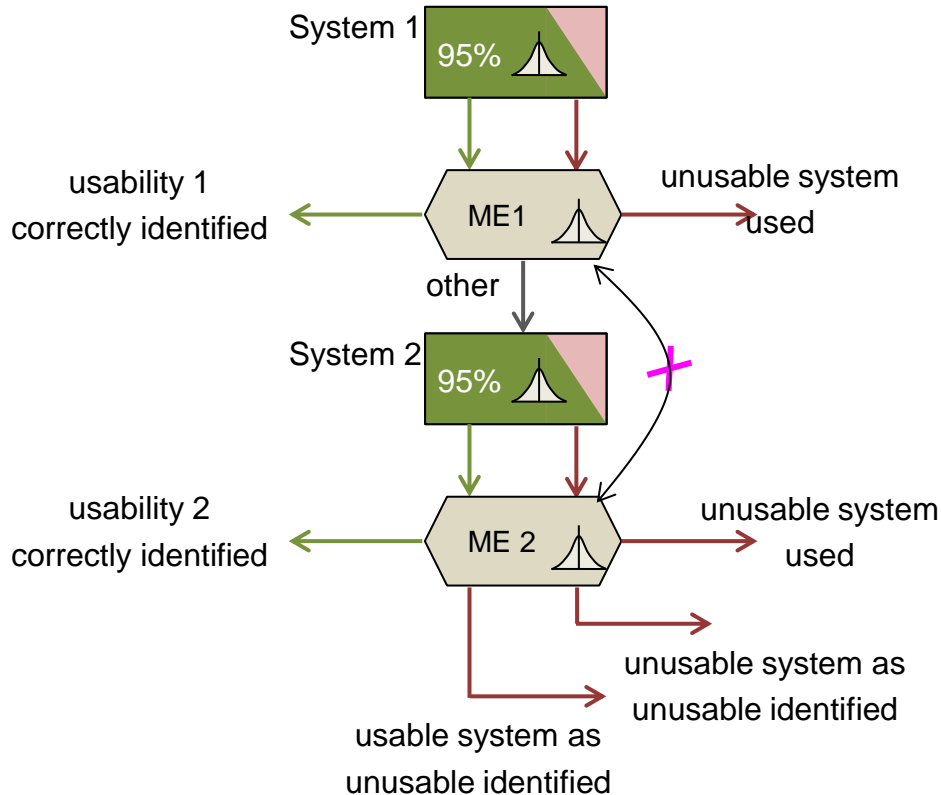 System 1
95%
usability 1
correctly identified
ME1
unusable system
used
other
System 2
95%
usability 2
correctly identified
ME 2
unusable system
used
unusable system as
unusable identified
usable system as
unusable identified